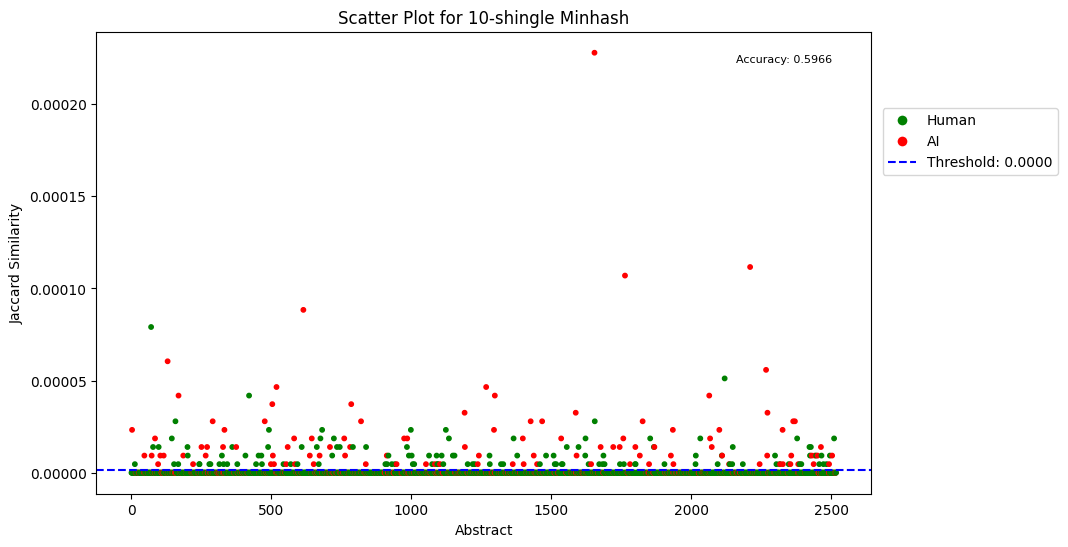 Scatter Plot for 10-shingle Minhash
Accuracy: 0.5966
Human
AI
Threshold: 0.0000
Jaccard Similarity
0.00020
0.00015
0.00010
0.00005
0.00000
0 500 1000 1500 2000 2500
Abstract